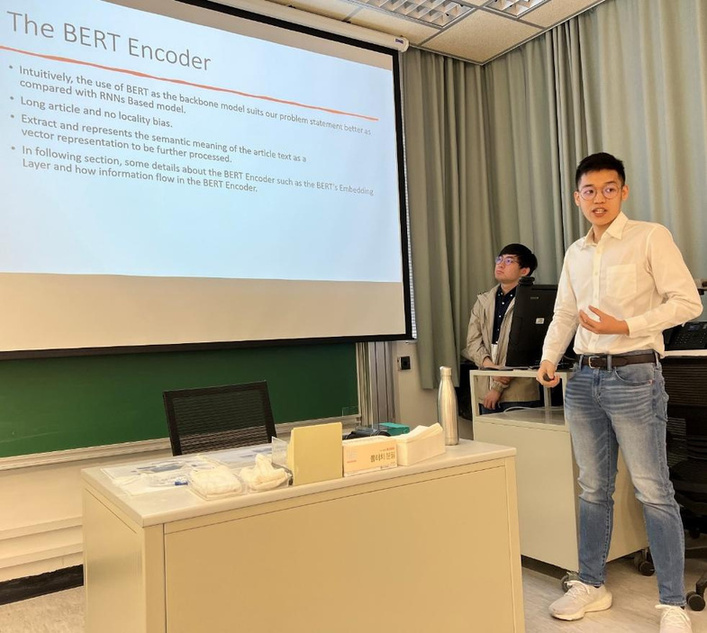 The BERT Encoder
• Intuitively, the use of BERT as the backbone model suits our problem statement better as
compared with RNNs Based model.
• Long article and no locality bias.
• Extract and represents the semantic meaning of the article text as a
vector representation to be further processed.
• In following section, some details about the BERT Encoder such as the BERT's Embedding
Layer and how information flow in the BERT Encoder.